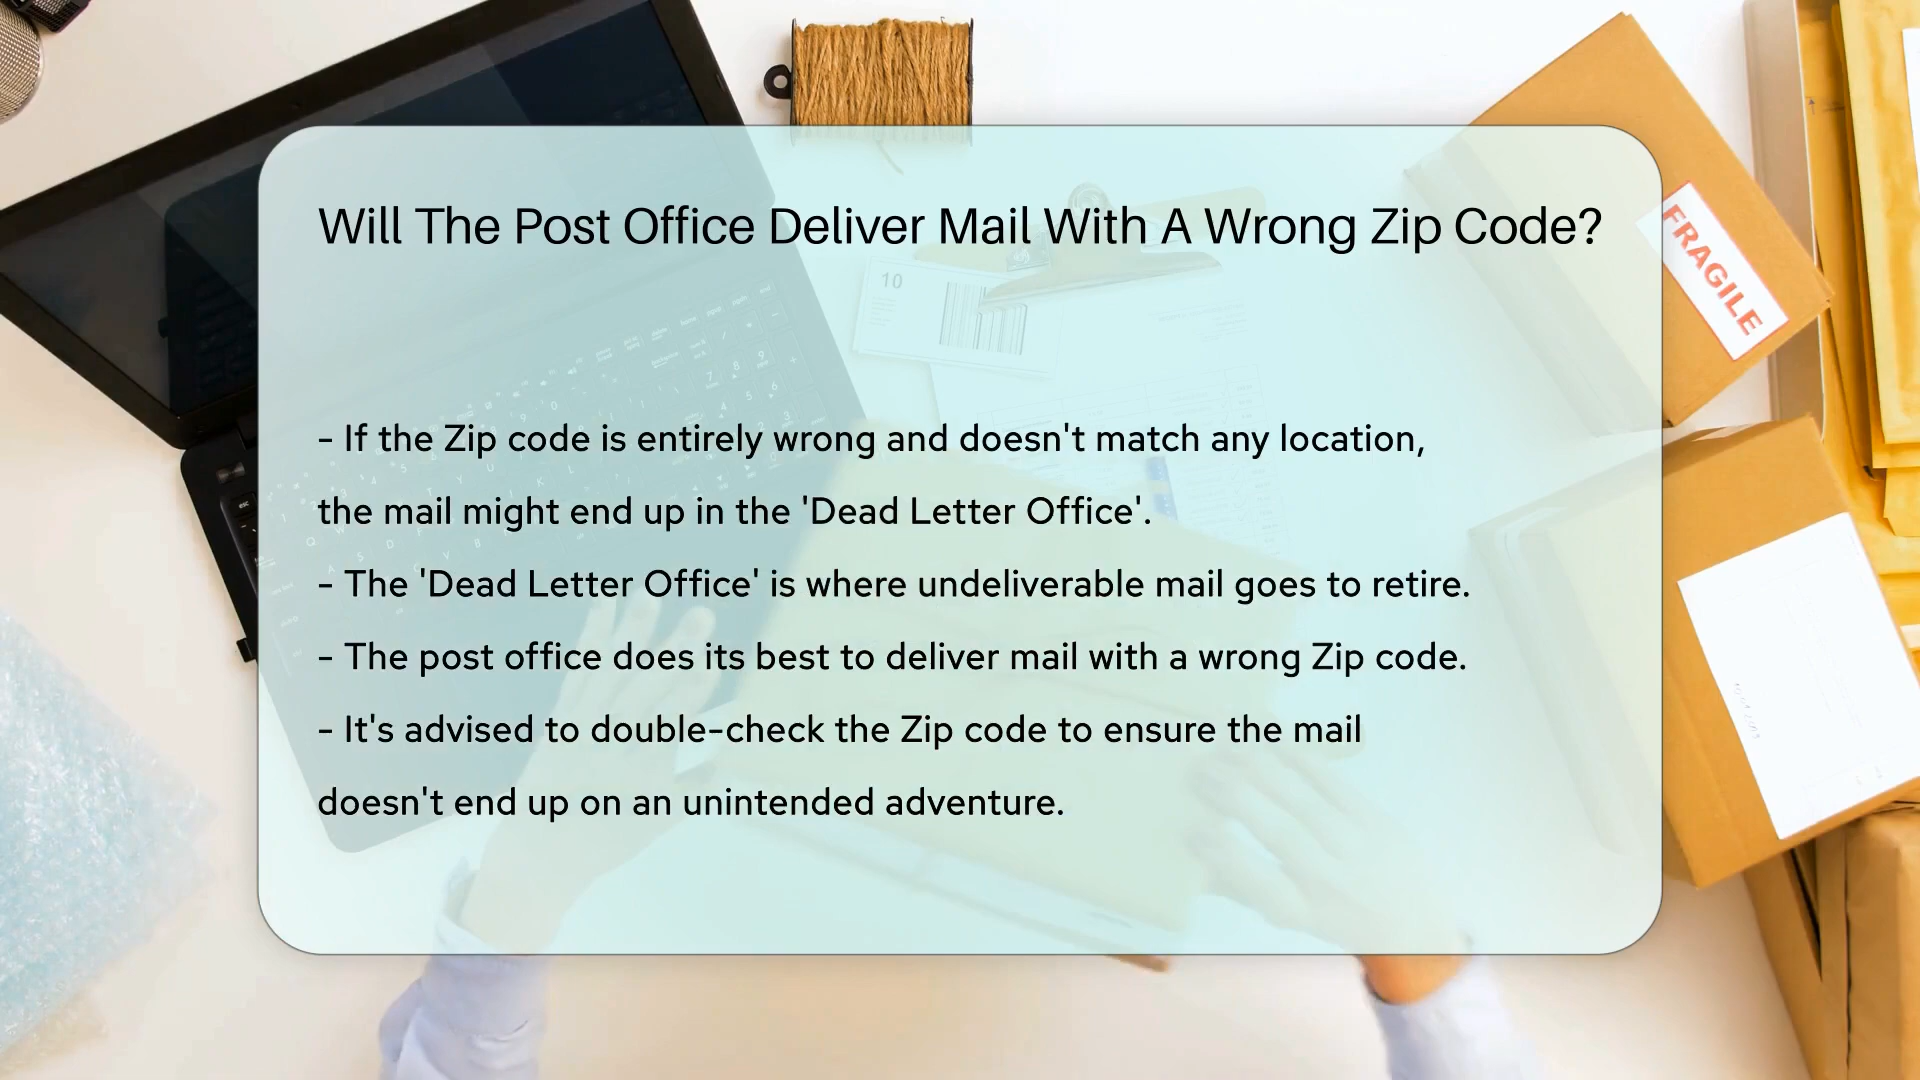 Will The Post Office Deliver Mail With A Wrong Zip Code?
10
FRAGILE
- If the Zip code is entirely wrong and doesn't match any location,
the mail might end up in the 'Dead Letter Office'.
- The 'Dead Letter Office' is where undeliverable mail goes to retire.
- The post office does its best to deliver mail with a wrong Zip code.
- It's advised to double-check the Zip code to ensure the mail
doesn't end up on an unintended adventure.